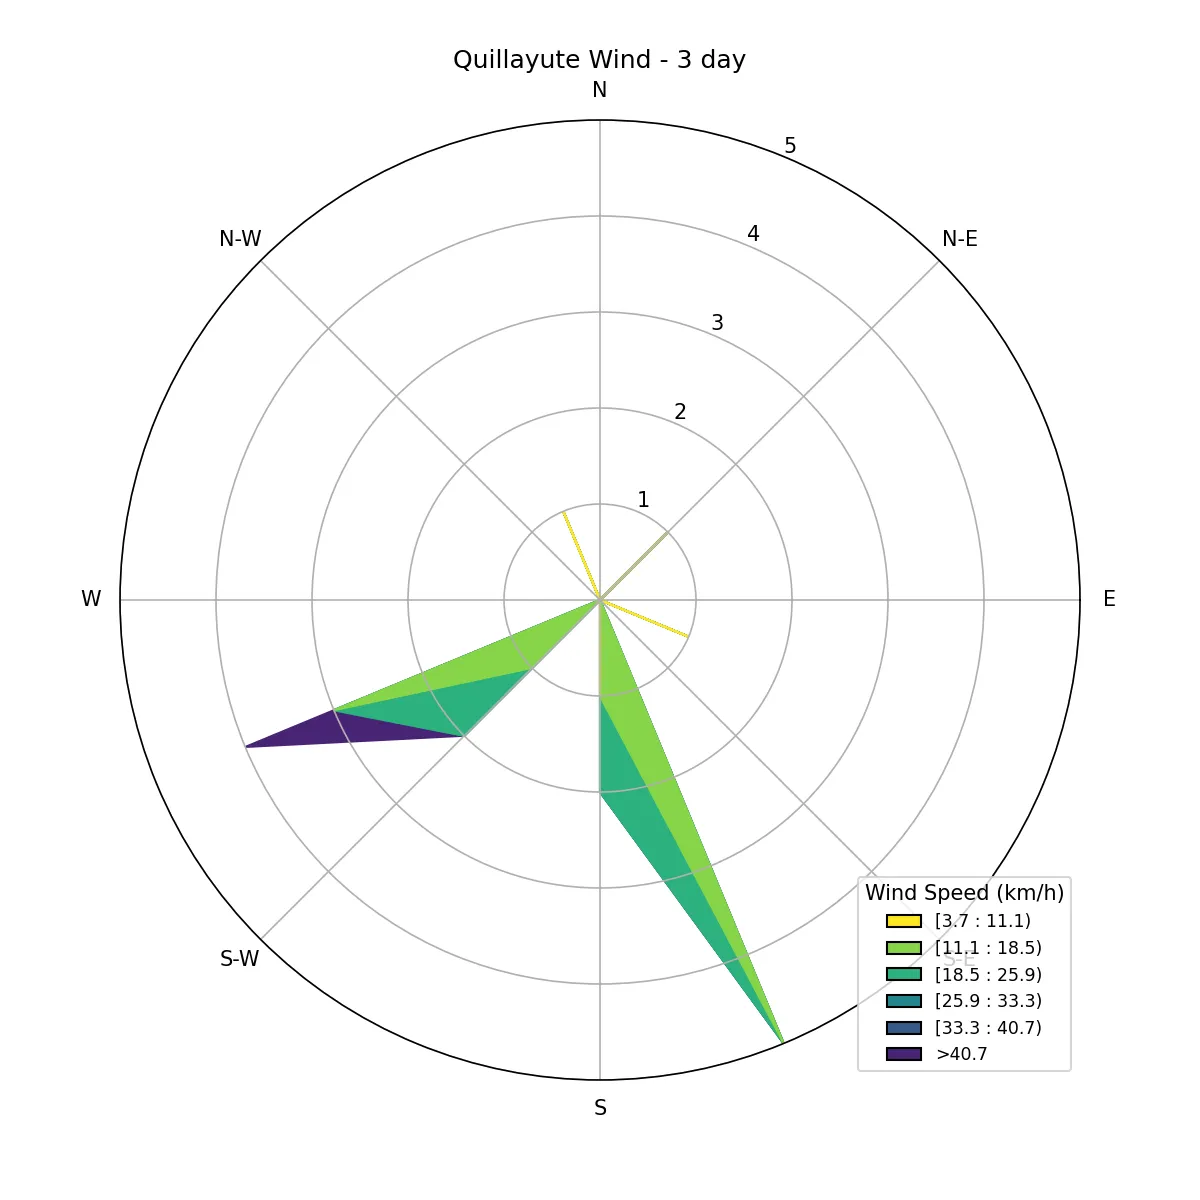 Quillayute Wind - 3 day
N
5
N-W
4
N-E
3
2
1
W
E
Wind Speed (km/h)
[3.7 : 11.1)
[11.1 : 18.5)
S-W
S-E
[18.5 : 25.9)
[25.9 : 33.3)
[33.3 : 40.7)
>40.7
S